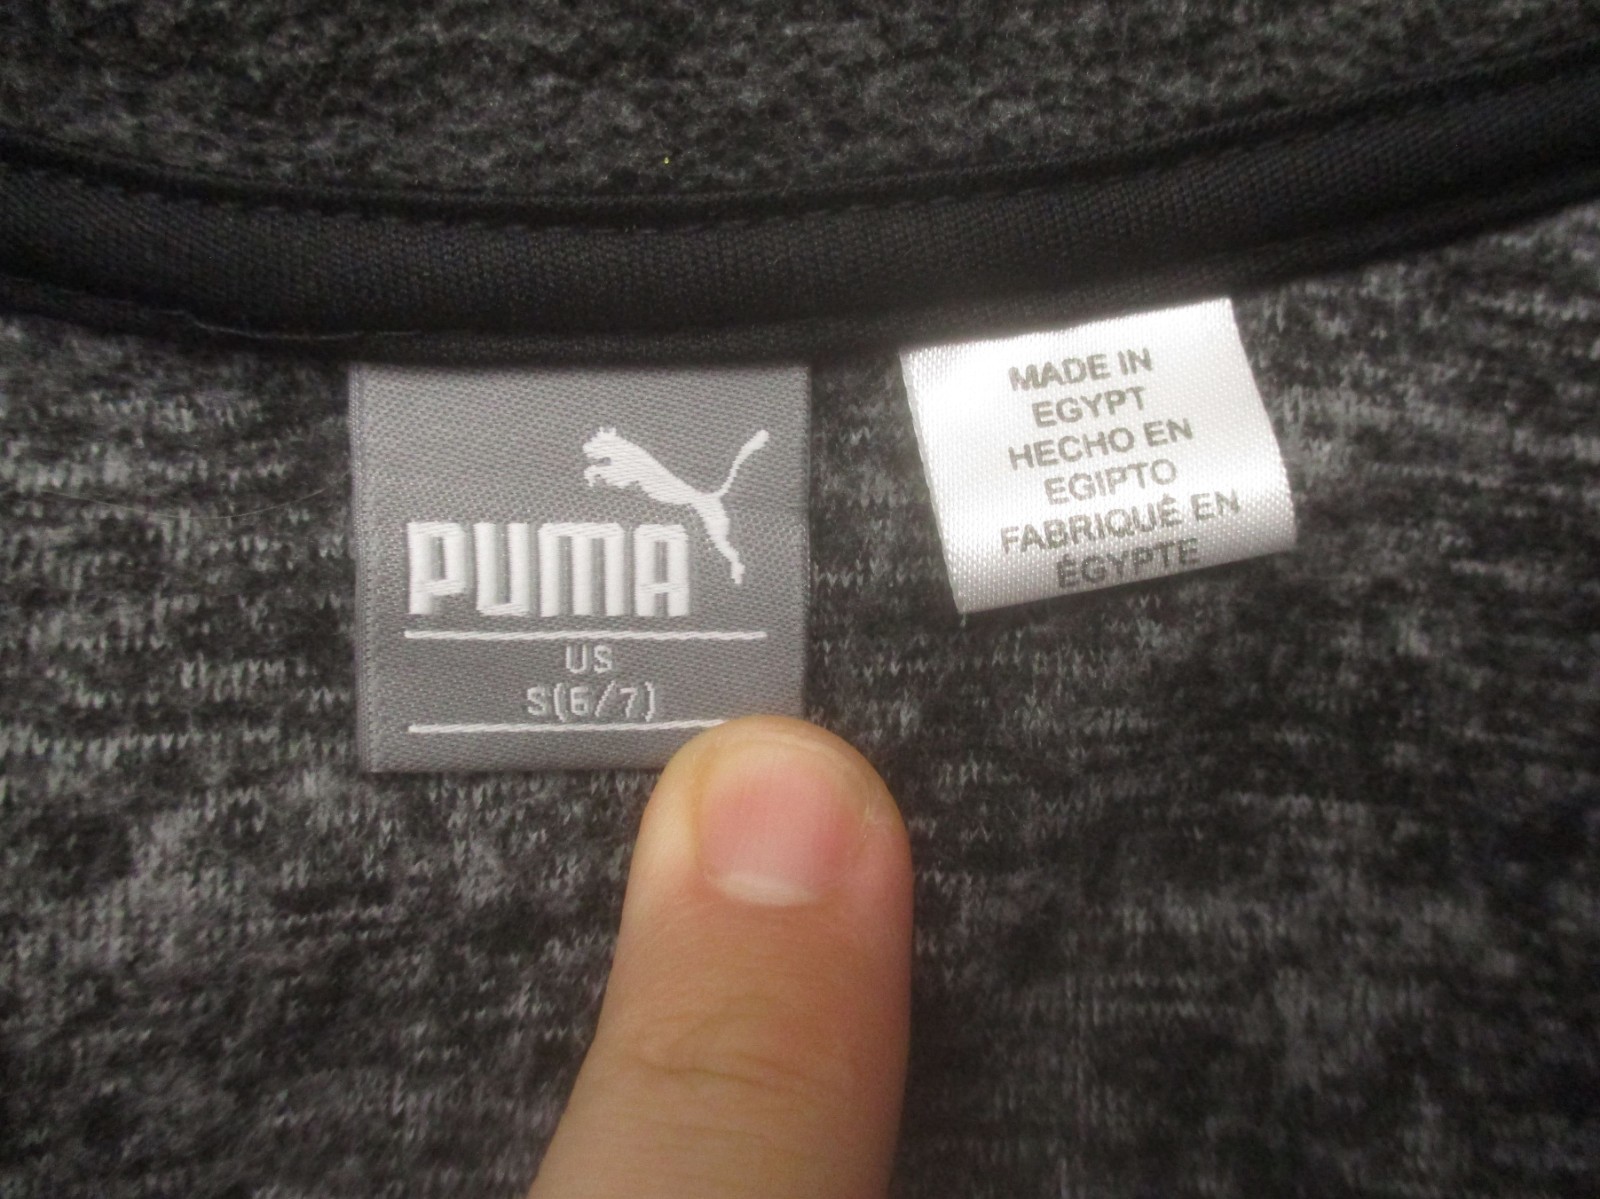 PUMA
US
S(6/7)
MADE IN
EGYPT
HECHO EN
EGIPTO
FABRIQUÉ EN
ÉGYPTE